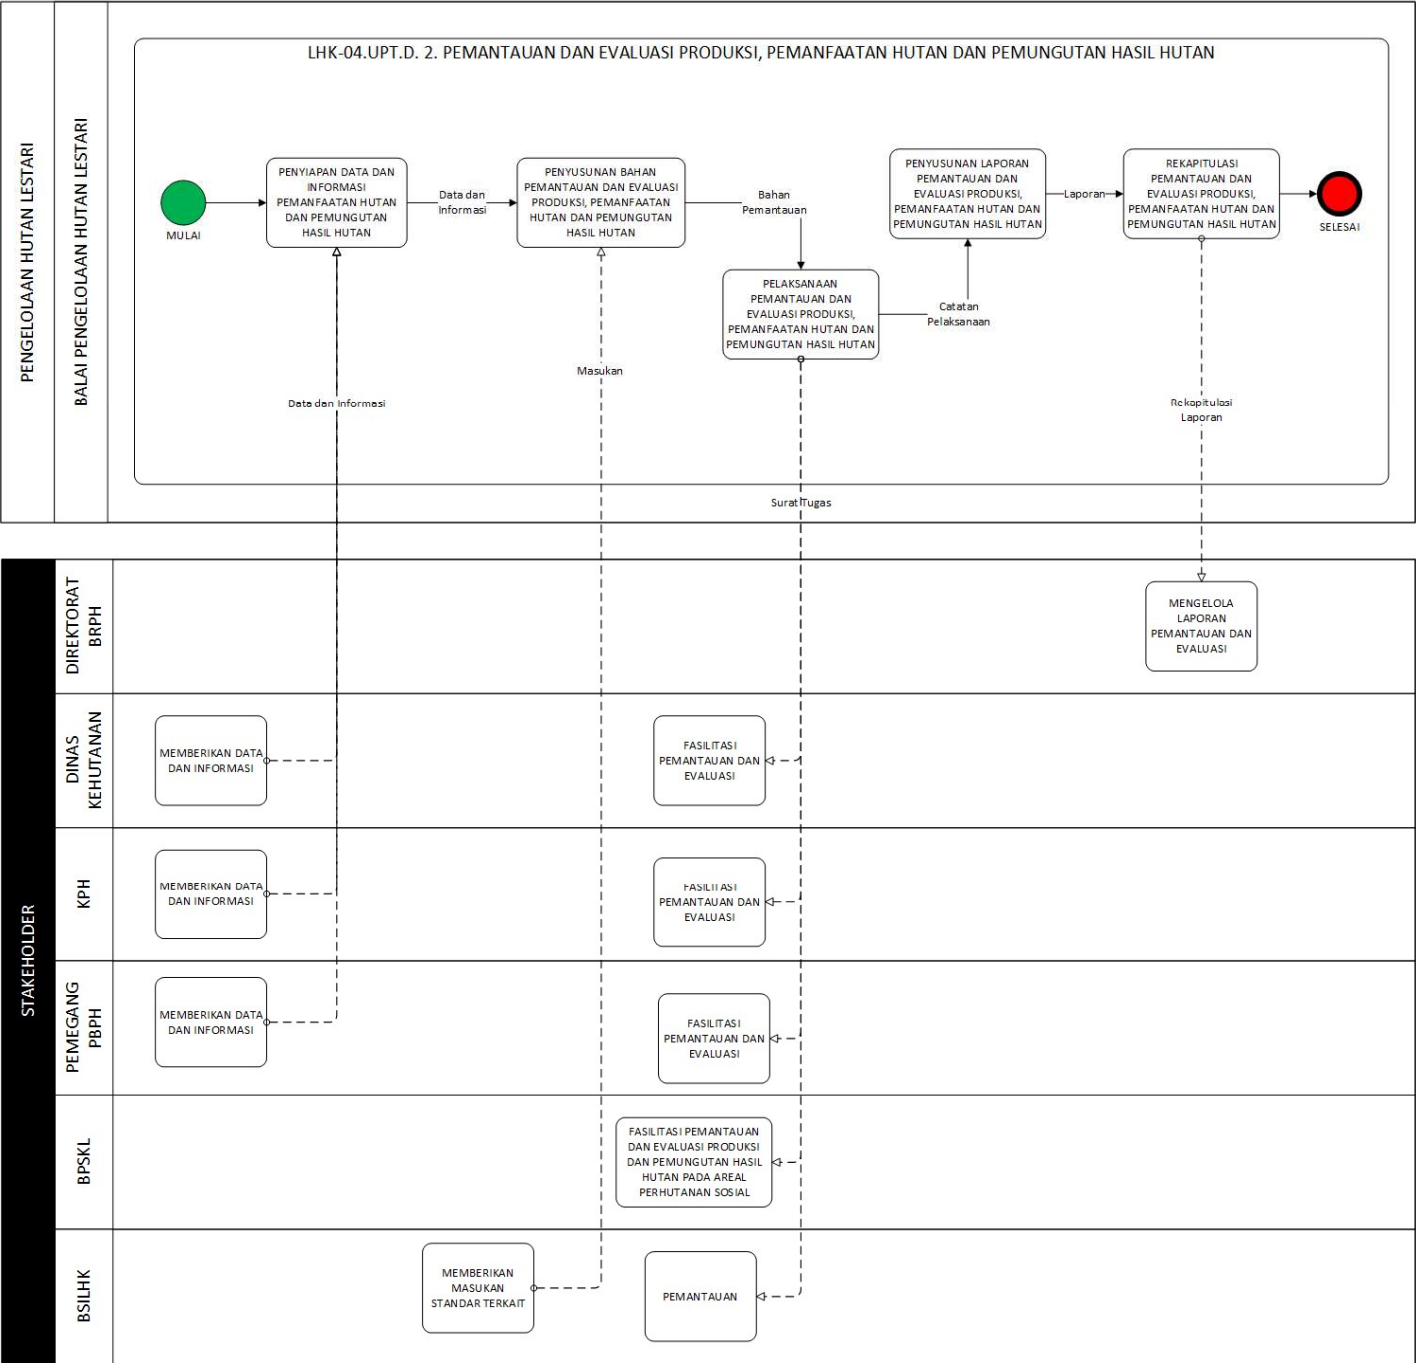 PENGELOLAAN HUTAN LESTARI
BALAI PENGELOLAAN HUTAN LESTARI
LHK-04.UPT.D. 2. PEMANTAUAN DAN EVALUASI PRODUKSI, PEMANFAATAN HUTAN DAN PEMUNGUTAN HASIL HUTAN
MULAI
PENYIAPAN DATA DAN
INFORMASI
PEMANFAATAN HUTAN
DAN PEMUNGUTAN
HASIL HUTAN
Data dan
Informasi
PENYUSUNAN BAHAN
PEMANTAUAN DAN EVALUASI
PRODUKSI, PEMANFAATAN
HUTAN DAN PEMUNGUTAN
HASIL HUTAN
Bahan
Pemantauan
PELAKSANAAN
PEMANTAUAN DAN
EVALUASI PRODUKSI,
PEMANFAATAN HUTAN DAN
PEMUNGUTAN HASIL HUTAN
Catatan
Pelaksanaan
PENYUSUNAN LAPORAN
PEMANTAUAN DAN
EVALUASI PRODUKSI,
PEMANFAATAN HUTAN DAN
PEMUNGUTAN HASIL HUTAN
Laporan
REKAPITULASI
PEMANTAUAN DAN
EVALUASI PRODUKSI,
PEMANFAATAN HUTAN DAN
PEMUNGUTAN HASIL HUTAN
SELESAI
Data dan Informasi
Masukan
Surat Tugas
Rekapitulasi
Laporan
STAKEHOLDER
DIREKTORAT
BRPH
MENGELOLA
LAPORAN
PEMANTAUAN DAN
EVALUASI
DINAS
KEHUTANAN
MEMBERIKAN DATA
DAN INFORMASI
FASILITASI
PEMANTAUAN DAN
EVALUASI
KPH
MEMBERIKAN DATA
DAN INFORMASI
FASILITASI
PEMANTAUAN DAN
EVALUASI
PEMEGANG
PBPH
MEMBERIKAN DATA
DAN INFORMASI
FASILITASI
PEMANTAUAN DAN
EVALUASI
BPSKL
FASILITASI PEMANTAUAN
DAN EVALUASI PRODUKSI
DAN PEMUNGUTAN HASIL
HUTAN PADA AREAL
PERHUTANAN SOSIAL
BSILHK
MEMBERIKAN
MASUKAN
STANDAR TERKAIT
PEMANTAUAN